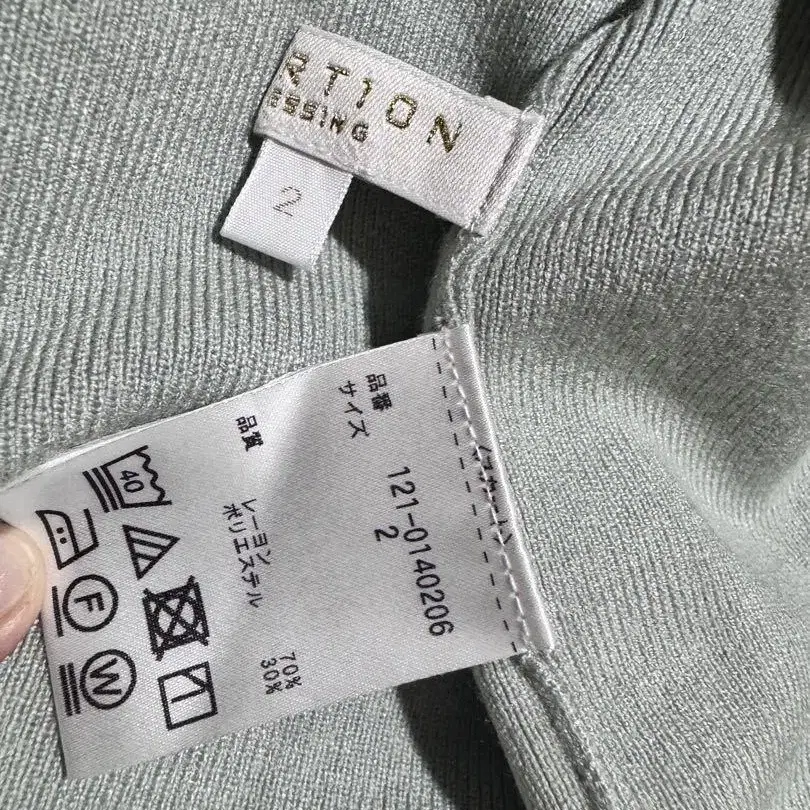 RTION
ESSING
2
品番 121-0140206
サイズ 2
品質 レーヨン 70%
ポリエステル 30%
40
F
W